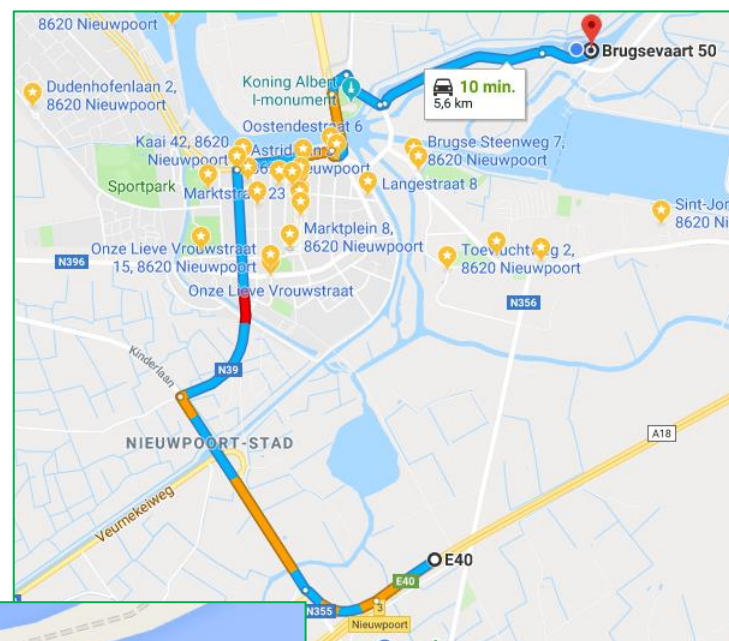 8620 Nieuwpoort
Brugsevaart 50
Dudenhofenlaan 2,
8620 Nieuwpoort
Koning Albert
I-monument
10 min.
5,6 km
Oostendestraat 6
Kaai 42, 8620
Nieuwpoort
Astrid
Nieuwpoort
Brugse Steenweg 7,
8620 Nieuwpoort
Sportpark
Marktstraat 23
Langestraat 8
Sint-Jor
8620 Ni
Marktplein 8,
8620 Nieuwpoort
Onze Lieve Vrouwstraat
15, 8620 Nieuwpoort
Toevluchtweg 2,
8620 Nieuwpoort
N396
Onze Lieve Vrouwstraat
N356
Kinderlaan
N39
NIEUWPOORT-STAD
A18
Veurnekeiweg
E40
E40
3
N355
Nieuwpoort